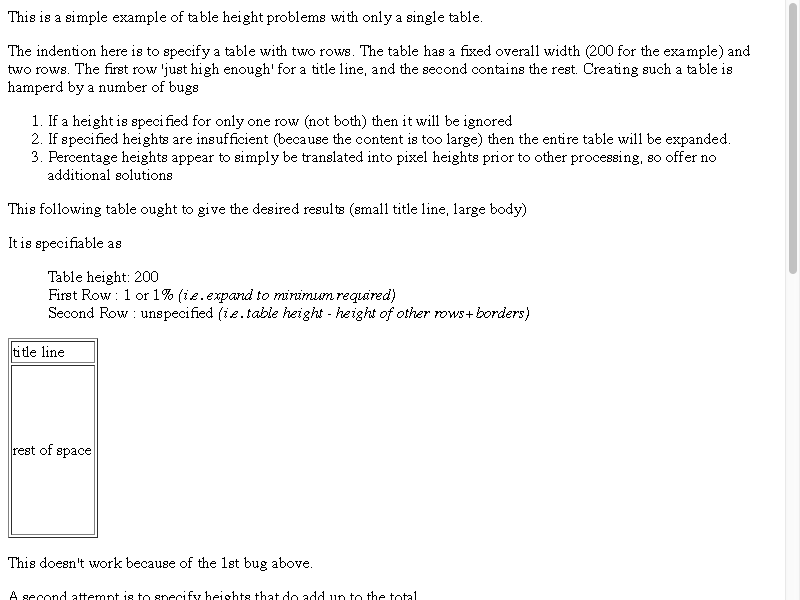 This is a simple example of table height problems with only a single table.
The indention here is to specify a table with two rows. The table has a fixed overall width (200 for the example) and
two rows. The first row 'just high enough' for a title line, and the second contains the rest. Creating such a table is
hamperd by a number of bugs
1. If a height is specified for only one row (not both) then it will be ignored
2. If specified heights are insufficient (because the content is too large) then the entire table will be expanded.
3. Percentage heights appear to simply be translated into pixel heights prior to other processing, so offer no
additional solutions
This following table ought to give the desired results (small title line, large body)
It is specifiable as
Table height: 200
First Row : 1 or 1% (i.e. expand to minimum required)
Second Row : unspecified (i.e. table height - height of other rows+borders)
title line
rest of space
This doesn't work because of the 1st bug above.
A second attempt is to specify heights that do add up to the total